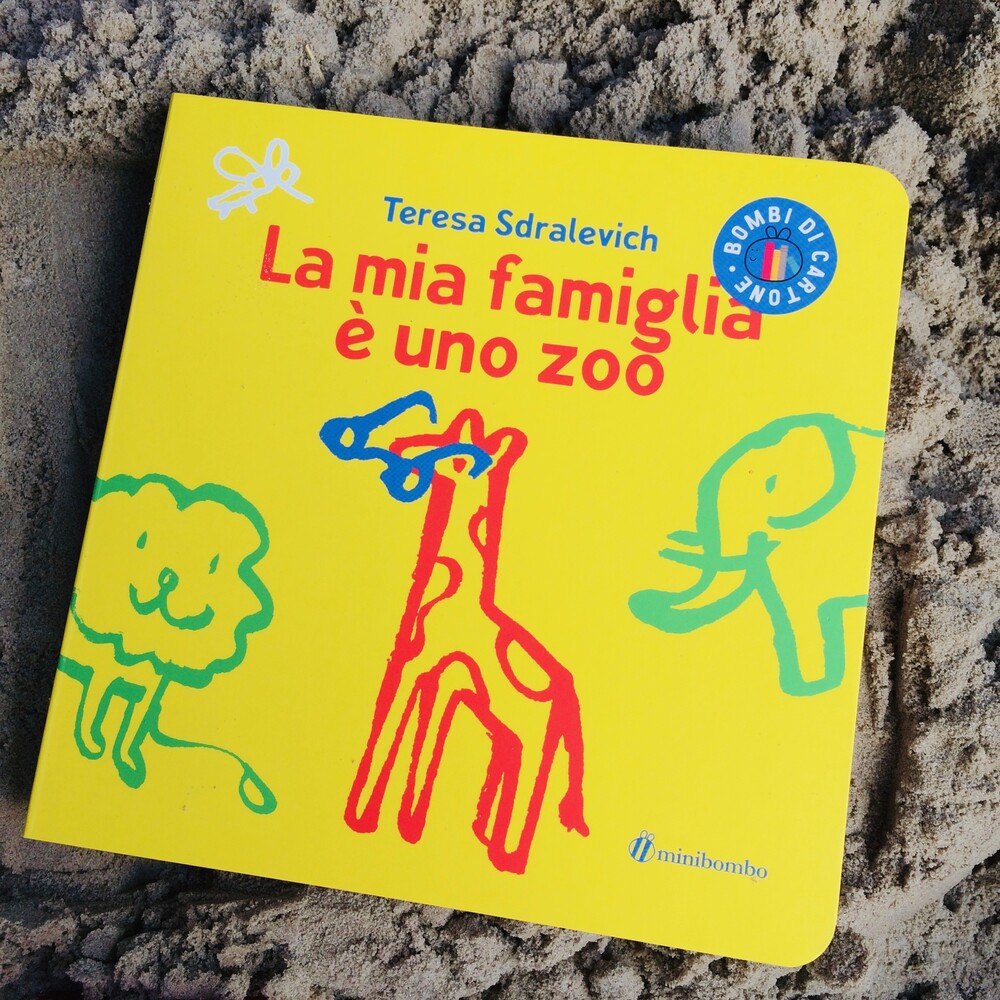 Teresa Sdralevich
La mia famiglia
è uno zoo
BOMBI DI CARTONE
minibombo